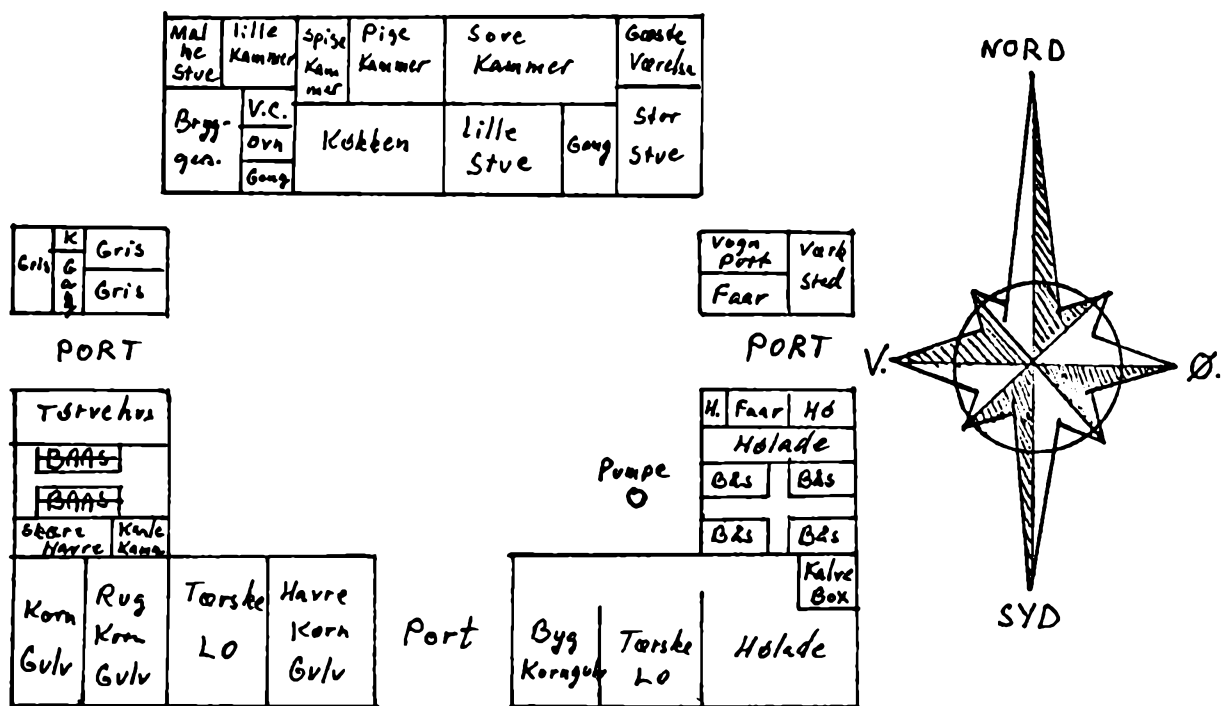 Mal
ke
Stue
lille
Kammer
Spise
Kam
mer
Pige
Kammer
Sove
Kammer
Gæste
Værelse
Bryg-
gers.
V.C.
Ovn
Gang
Køkken
lille
Stue
Gang
Stor
Stue
NORD
Gris
K
Gang
Gris
Gris
Vogn
Port
Faar
Værk
Sted
PORT
PORT
V.
Ø.
Tørvehus
BAAS
BAAS
Skære
Havre
Karle
Kam
H.
Faar
Hø
Hølade
Bås
Bås
Bås
Bås
Pumpe
Kalve
Box
SYD
Korn
Gulv
Rug
Korn
Gulv
Tærske
LO
Havre
Korn
Gulv
Port
Byg
Korngulv
Tærske
LO
Hølade